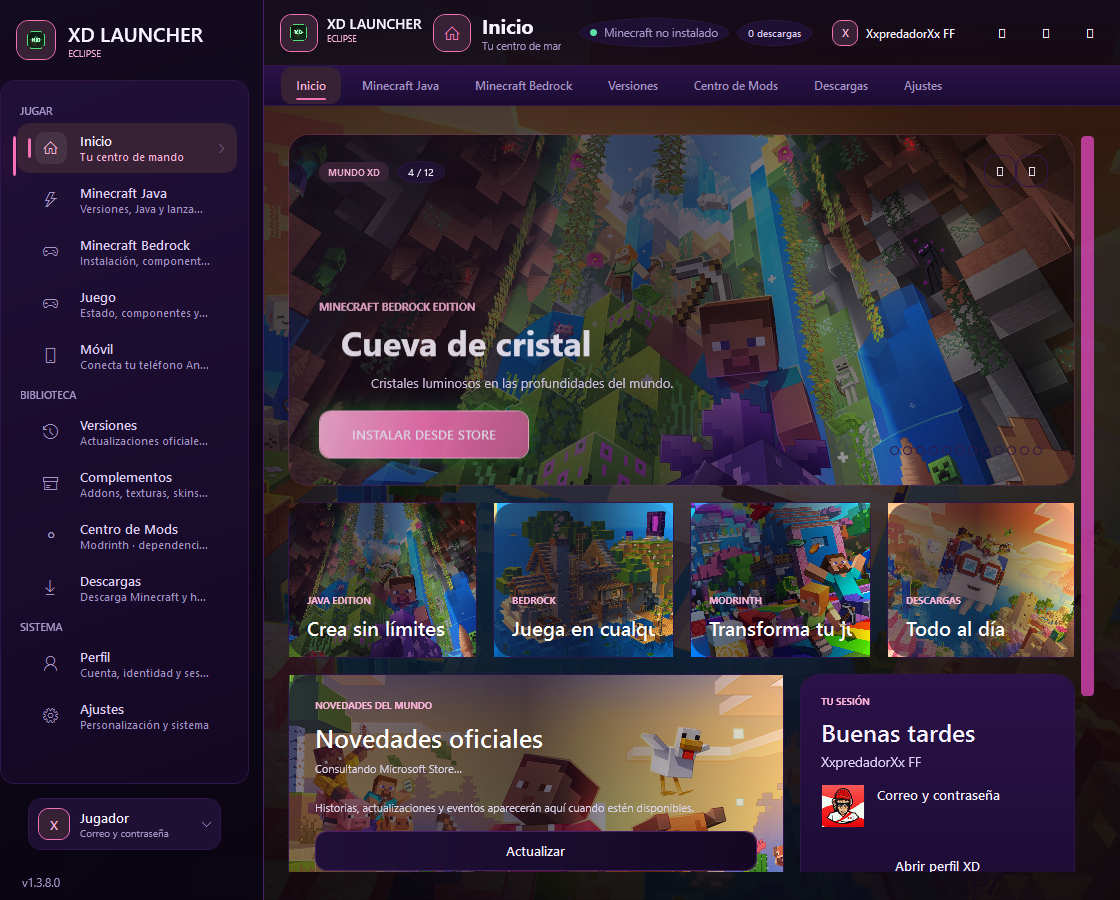 XD LAUNCHER
ECLIPSE
JUGAR
Inicio
Tu centro de mando
Minecraft Java
Versiones, Java y lanza...
Minecraft Bedrock
Instalación, component...
Juego
Estado, componentes y...
Móvil
Conecta tu teléfono An...
BIBLIOTECA
Versiones
Actualizaciones oficiale...
Complementos
Addons, texturas, skins...
Centro de Mods
Modrinth · dependenci...
Descargas
Descarga Minecraft y h...
SISTEMA
Perfil
Cuenta, identidad y ses...
Ajustes
Personalización y sistema
X
Jugador
Correo y contraseña
v1.3.8.0
XD LAUNCHER
ECLIPSE
Inicio
Tu centro de mar
Minecraft no instalado
0 descargas
X
XxpredadorXx FF
Inicio
Minecraft Java
Minecraft Bedrock
Versiones
Centro de Mods
Descargas
Ajustes
MUNDO XD
4 / 12
MINECRAFT BEDROCK EDITION
Cueva de cristal
Cristales luminosos en las profundidades del mundo.
INSTALAR DESDE STORE
JAVA EDITION
Crea sin límites
BEDROCK
Juega en cualqu
MODRINTH
Transforma tu ju
DESCARGAS
Todo al día
NOVEDADES DEL MUNDO
Novedades oficiales
Consultando Microsoft Store...
Historias, actualizaciones y eventos aparecerán aquí cuando estén disponibles.
Actualizar
TU SESIÓN
Buenas tardes
XxpredadorXx FF
Correo y contraseña
Abrir perfil XD